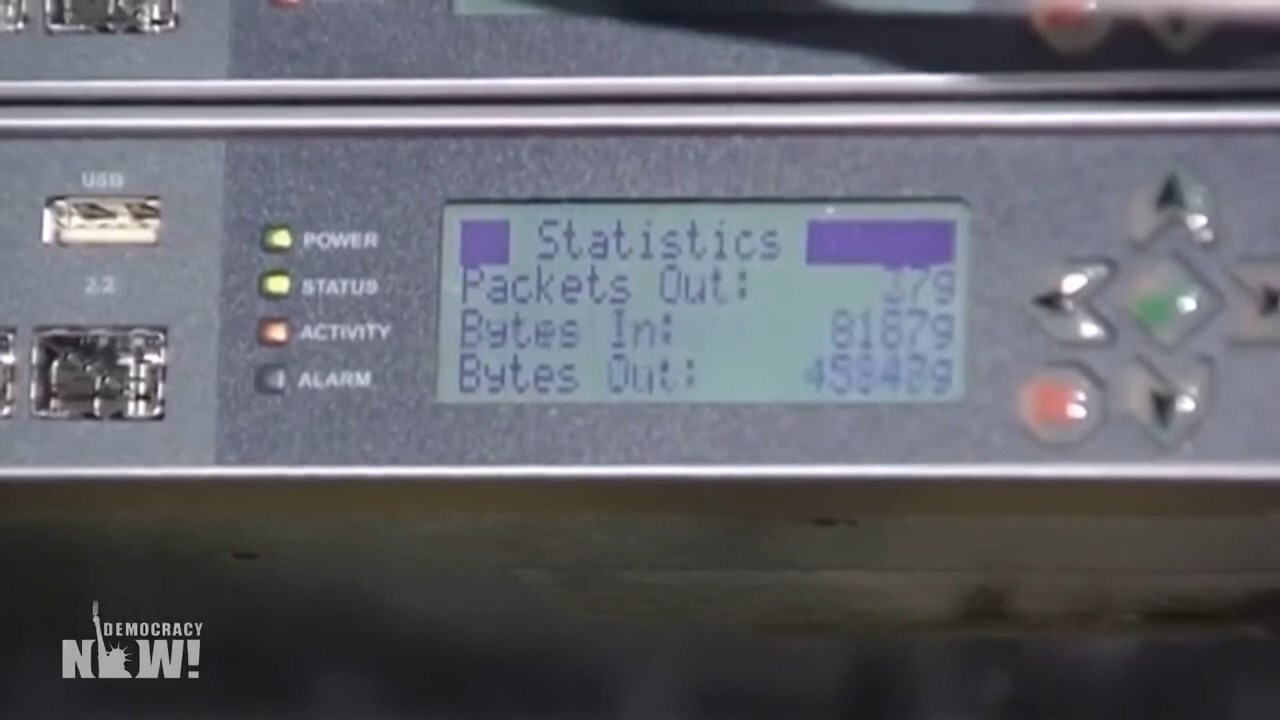 USB
2.2
POWER
STATUS
ACTIVITY
ALARM
Statistics
Packets Out:
Bytes In: 81879
Bytes Out:
DEMOCRACY
NOW!